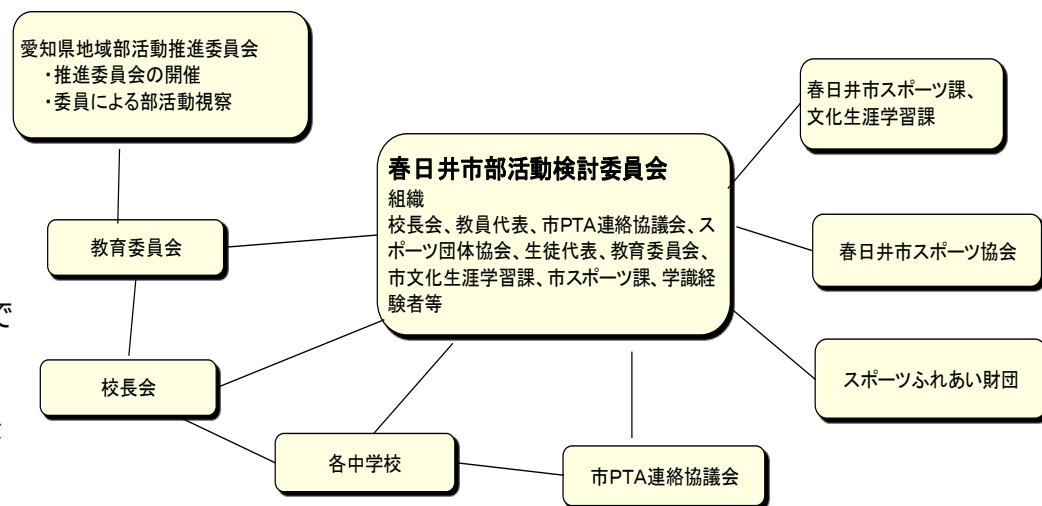 愛知県地域部活動推進委員会
・推進委員会の開催
・委員による部活動視察
春日井市スポーツ課、
文化生涯学習課
春日井市部活動検討委員会
組織
校長会、教員代表、市PTA連絡協議会、ス
ポーツ団体協会、生徒代表、教育委員会、
市文化生涯学習課、市スポーツ課、学識経
験者等
教育委員会
春日井市スポーツ協会
で
校長会
スポーツふれあい財団
各中学校
市PTA連絡協議会